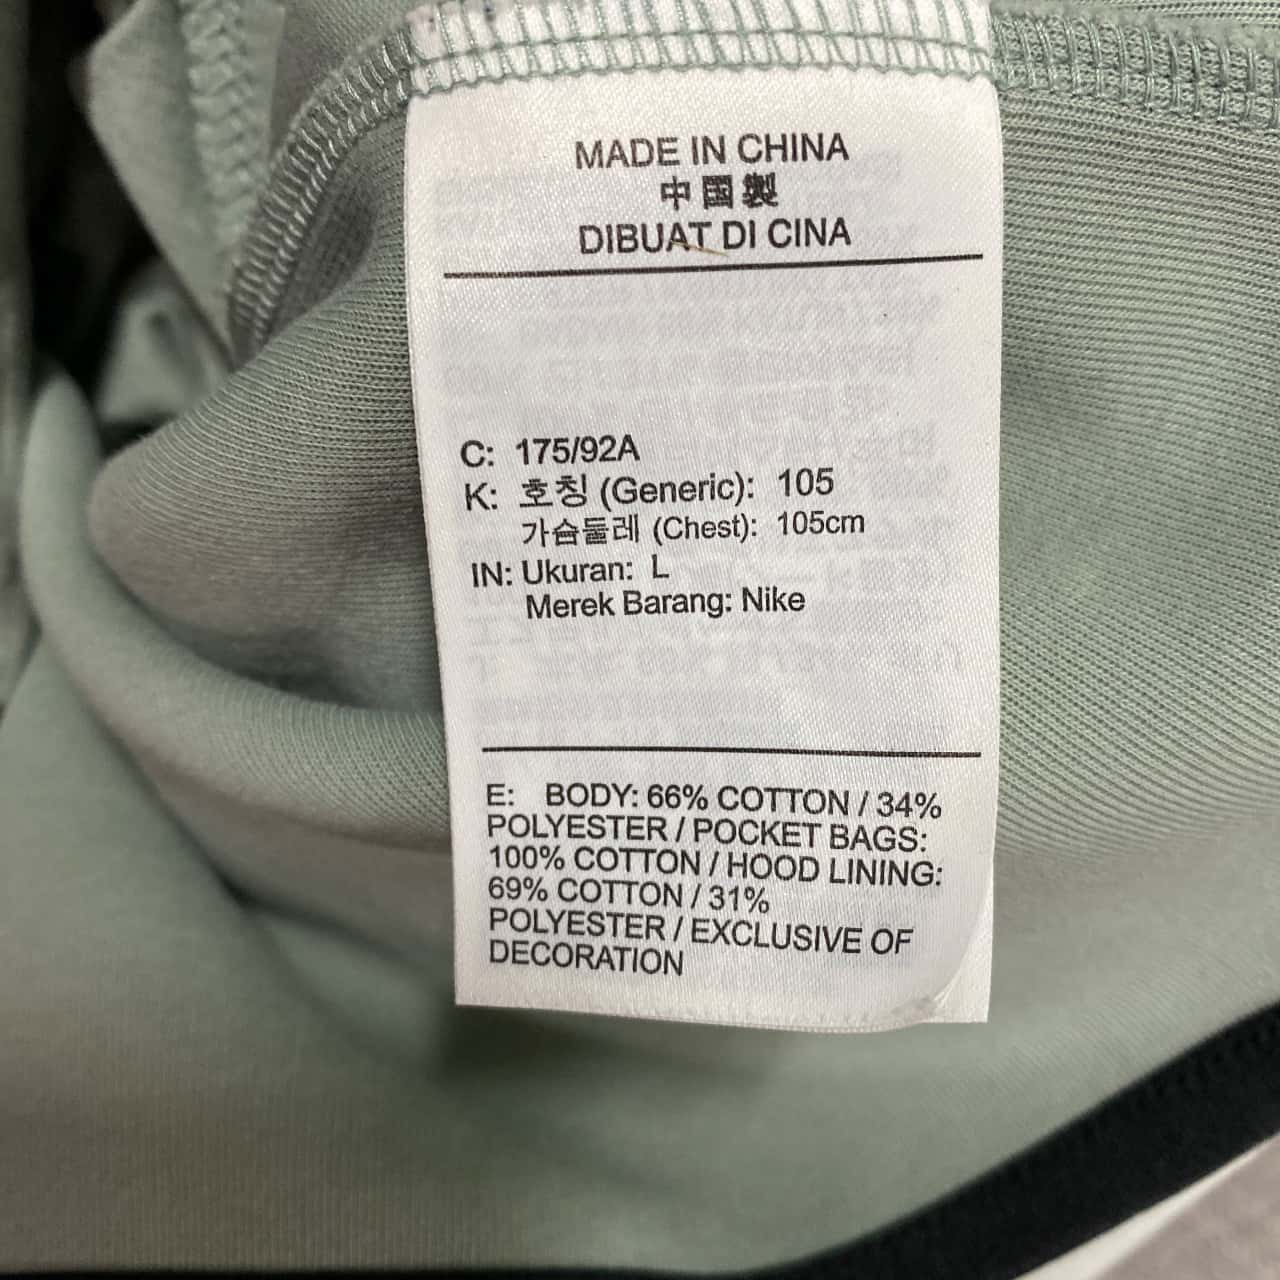 MADE IN CHINA
中国製
DIBUAT DI CINA
C: 175/92A
K: 호칭 (Generic): 105
가슴둘레 (Chest): 105cm
IN: Ukuran: L
Merek Barang: Nike
E: BODY: 66% COTTON / 34%
POLYESTER / POCKET BAGS:
100% COTTON / HOOD LINING:
69% COTTON / 31%
POLYESTER / EXCLUSIVE OF
DECORATION